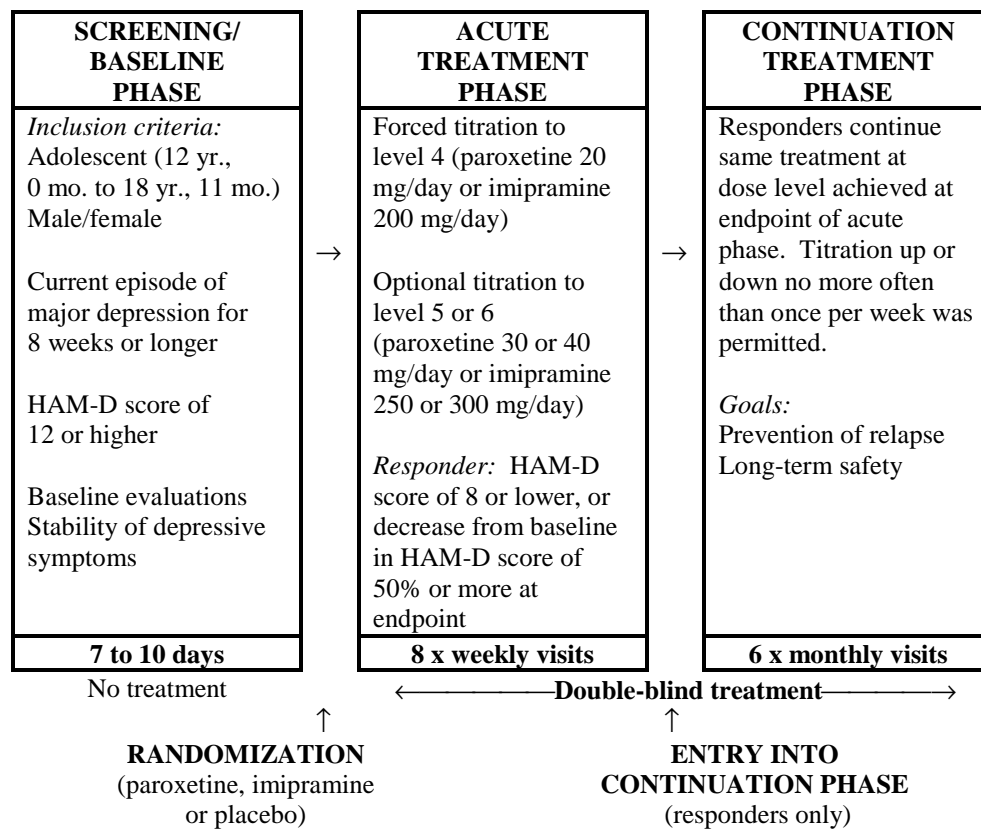 SCREENING/
BASELINE
PHASE
Inclusion criteria:
Adolescent (12 yr.,
0 mo. to 18 yr., 11 mo.)
Male/female
Current episode of
major depression for
8 weeks or longer
HAM-D score of
12 or higher
Baseline evaluations
Stability of depressive
symptoms
7 to 10 days
No treatment
→
ACUTE
TREATMENT
PHASE
Forced titration to
level 4 (paroxetine 20
mg/day or imipramine
200 mg/day)
Optional titration to
level 5 or 6
(paroxetine 30 or 40
mg/day or imipramine
250 or 300 mg/day)
Responder: HAM-D
score of 8 or lower, or
decrease from baseline
in HAM-D score of
50% or more at
endpoint
8 x weekly visits
→
CONTINUATION
TREATMENT
PHASE
Responders continue
same treatment at
dose level achieved at
endpoint of acute
phase. Titration up or
down no more often
than once per week was
permitted.
Goals:
Prevention of relapse
Long-term safety
6 x monthly visits
←————Double-blind treatment————→
↑
RANDOMIZATION
(paroxetine, imipramine
or placebo)
↑
ENTRY INTO
CONTINUATION PHASE
(responders only)